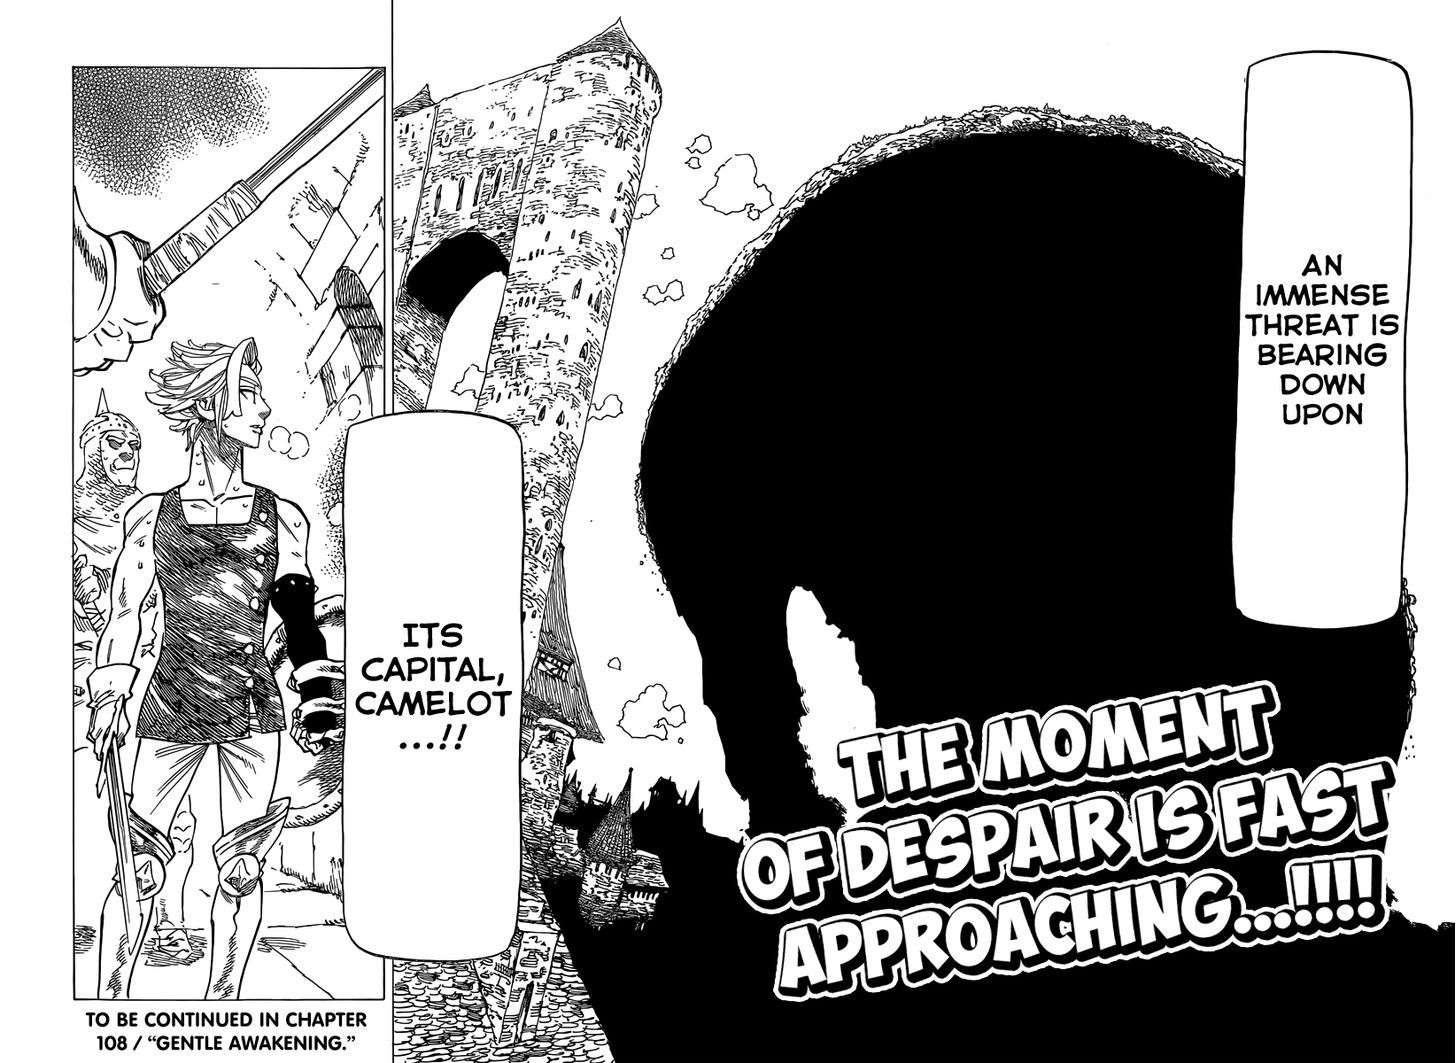 AN
IMMENSE
THREAT IS
BEARING
DOWN
UPON
ITS
CAPITAL,
CAMELOT
...!!
THE MOMENT
OF DESPAIR IS FAST
APPROACHING...!!!!
TO BE CONTINUED IN CHAPTER
108 / “GENTLE AWAKENING.”